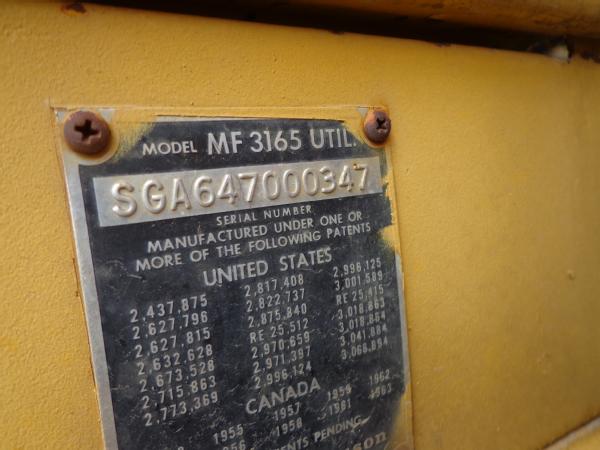 MODEL MF 3165 UTIL.
SGA647000347
SERIAL NUMBER
MANUFACTURED UNDER ONE OR
MORE OF THE FOLLOWING PATENTS
UNITED STATES
2,437,875 2,817,408 2,996,125
2,627,796 2,822,737 3,001,589
2,627,815 2,875,840 RE 25,415
2,632,628 RE 25,512 3,018,863
2,673,528 2,970,659 3,018,864
2,715,863 2,971,397 3,041,884
2,773,369 2,996,124 3,068,894
CANADA
1955 1957 1959 1962
1958 1961 1963
PENDING